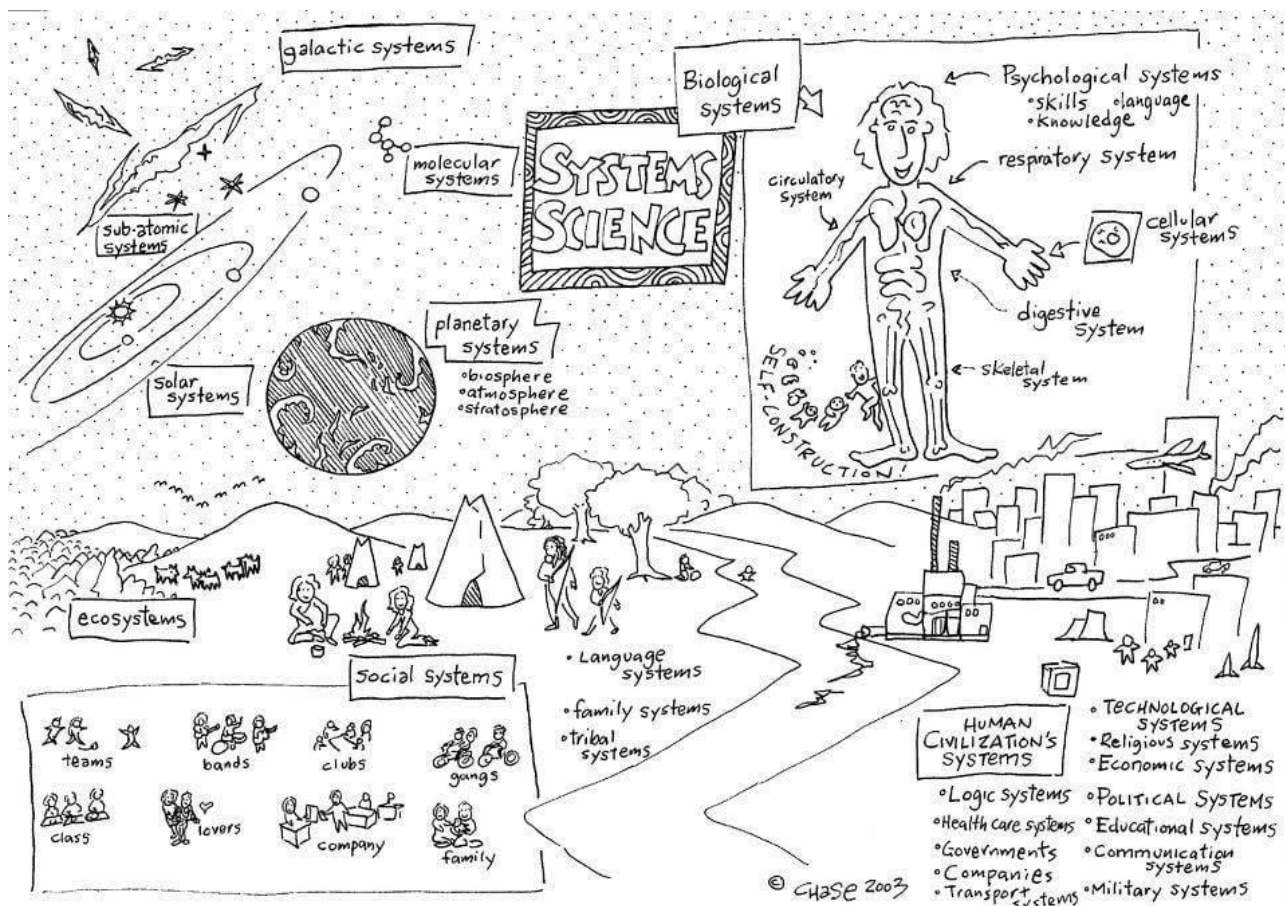 galactic systems
molecular
systems
sub-atomic
systems
SYSTEMS
SCIENCE
Biological
systems
Psychological systems
•skills •language
•knowledge
respratory system
circulatory
system
cellular
systems
digestive
system
skeletal
system
SELF-CONSTRUCTION
planetary
systems
•biosphere
•atmosphere
•stratosphere
solar
systems
ecosystems
social systems
teams
bands
clubs
gangs
class
lovers
company
family
• Language
systems
•family systems
•tribal
systems
HUMAN
CIVILIZATION'S
SYSTEMS
•Logic systems
•Health care systems
•Governments
•Companies
•Transport
systems
•TECHNOLOGICAL
SYSTEMS
•Religious systems
•Economic systems
•POLITICAL SYSTEMS
•Educational systems
•Communication
systems
•Military systems
© CHASE 2003